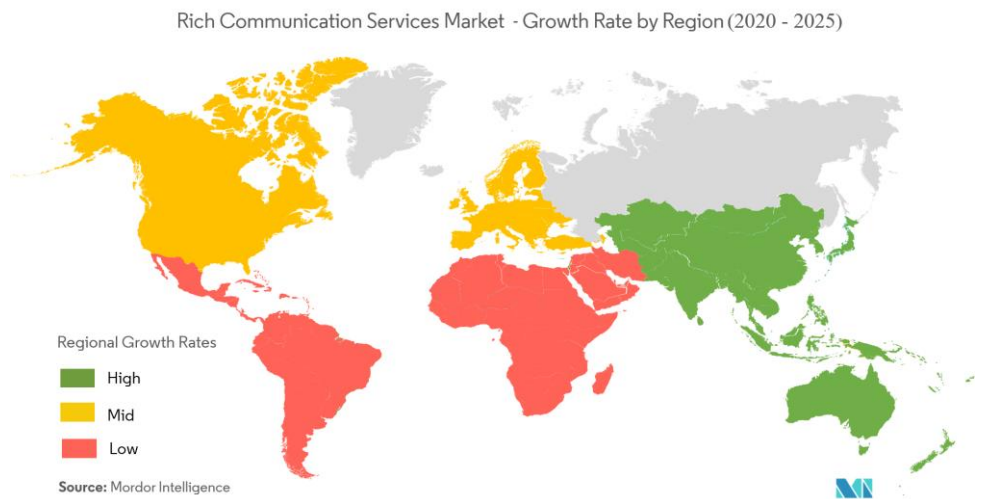 Rich Communication Services Market - Growth Rate by Region (2020 - 2025)
Regional Growth Rates
High
Mid
Low
Source: Mordor Intelligence